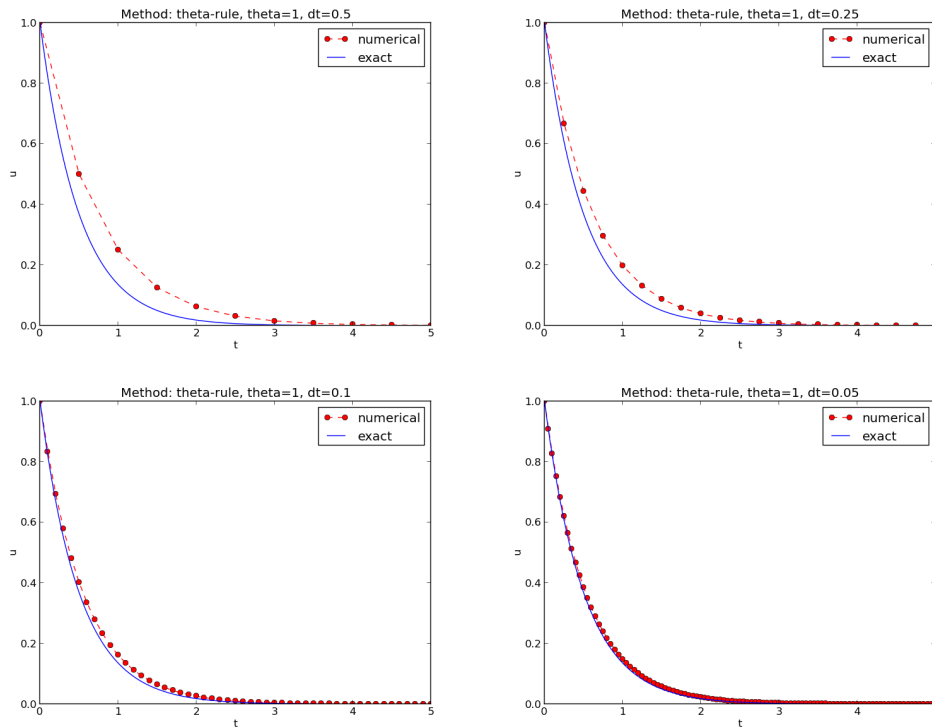 Method: theta-rule, theta=1, dt=0.5
numerical
exact
1.0
0.8
0.6
0.4
0.2
0.0
u
0 1 2 3 4 5
t
Method: theta-rule, theta=1, dt=0.25
numerical
exact
1.0
0.8
0.6
0.4
0.2
0.0
u
0 1 2 3 4
t
Method: theta-rule, theta=1, dt=0.1
numerical
exact
1.0
0.8
0.6
0.4
0.2
0.0
u
0 1 2 3 4 5
t
Method: theta-rule, theta=1, dt=0.05
numerical
exact
1.0
0.8
0.6
0.4
0.2
0.0
u
0 1 2 3 4
t